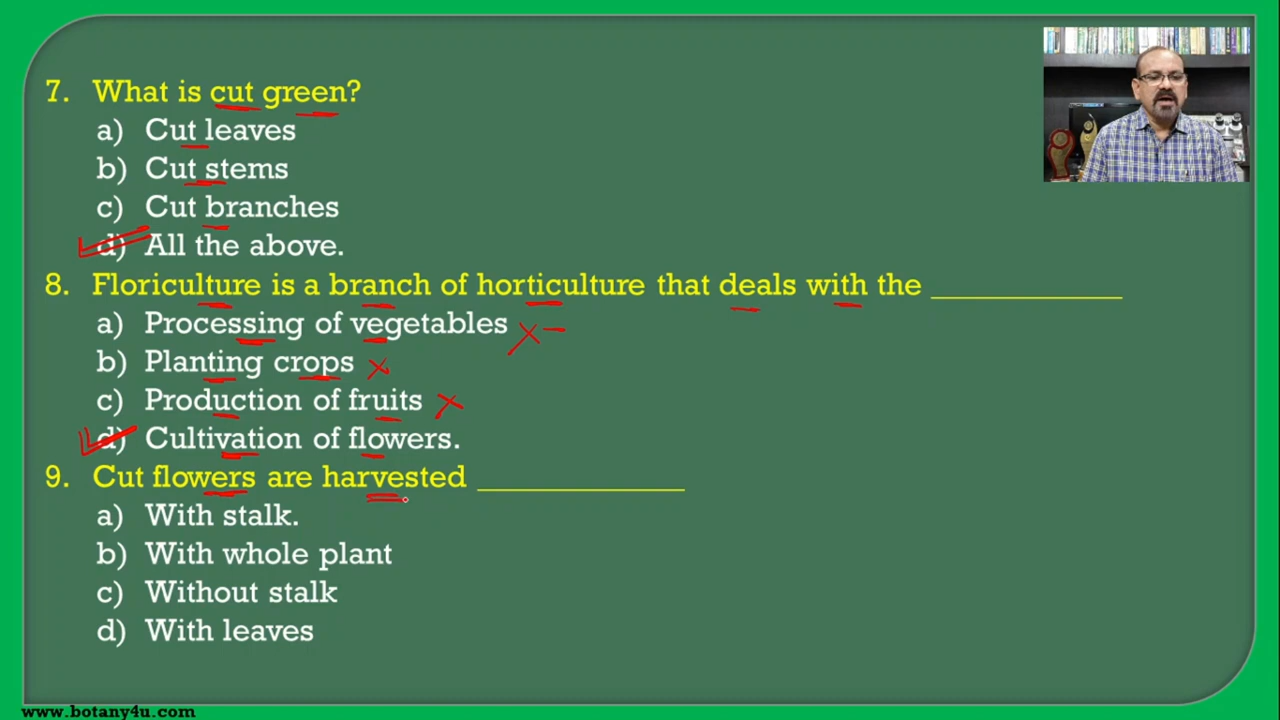 7. What is cut green?
a) Cut leaves
b) Cut stems
c) Cut branches
d) All the above.
8. Floriculture is a branch of horticulture that deals with the ____________
a) Processing of vegetables
b) Planting crops
c) Production of fruits
d) Cultivation of flowers.
9. Cut flowers are harvested _____________
a) With stalk.
b) With whole plant
c) Without stalk
d) With leaves
www.botany4u.com